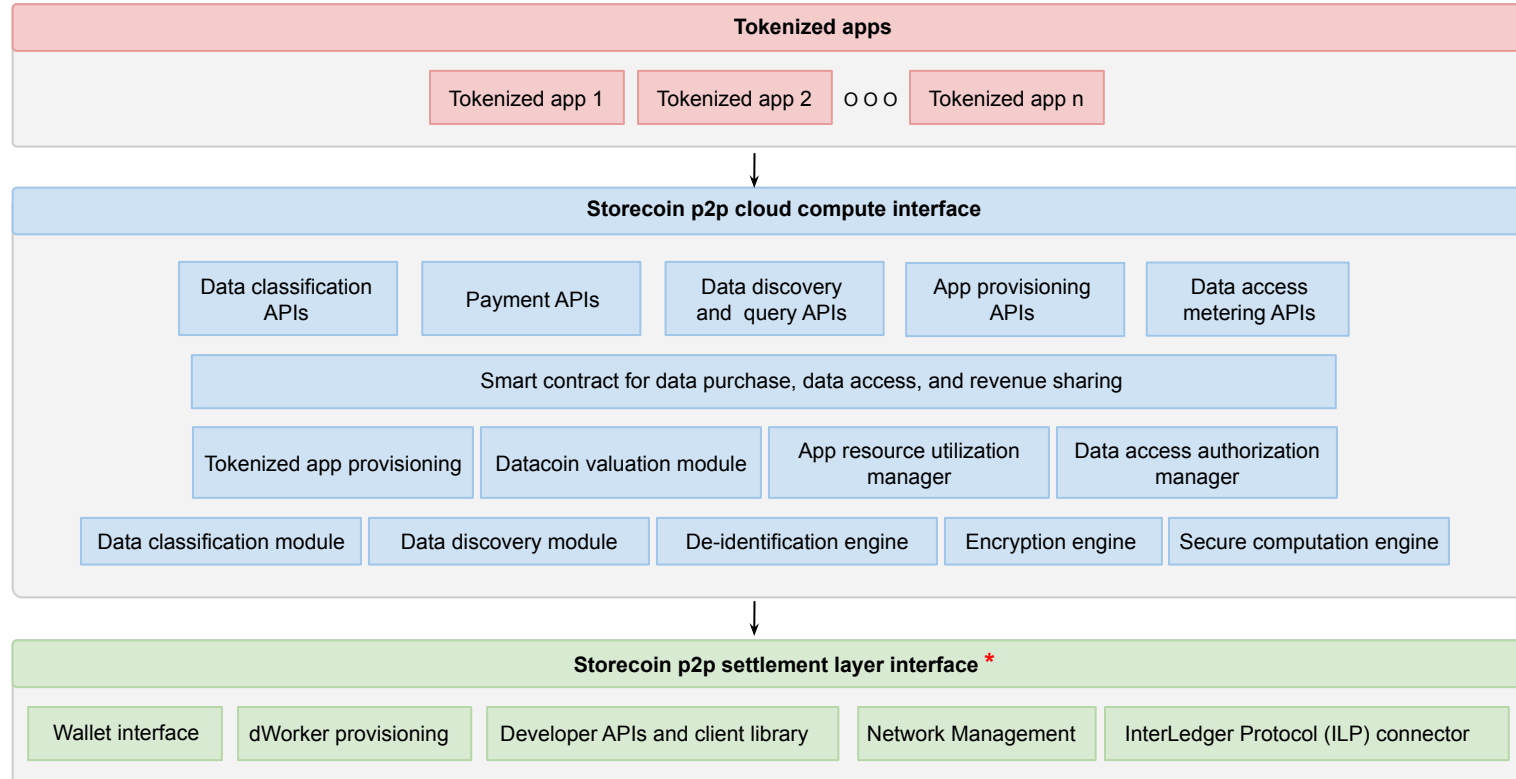 Tokenized apps
Tokenized app 1
Tokenized app 2
O O O
Tokenized app n
Storecoin p2p cloud compute interface
Data classification
APIs
Payment APIs
Data discovery
and query APIs
App provisioning
APIs
Data access
metering APIs
Smart contract for data purchase, data access, and revenue sharing
Tokenized app provisioning
Datacoin valuation module
App resource utilization
manager
Data access authorization
manager
Data classification module
Data discovery module
De-identification engine
Encryption engine
Secure computation engine
Storecoin p2p settlement layer interface *
Wallet interface
dWorker provisioning
Developer APIs and client library
Network Management
InterLedger Protocol (ILP) connector